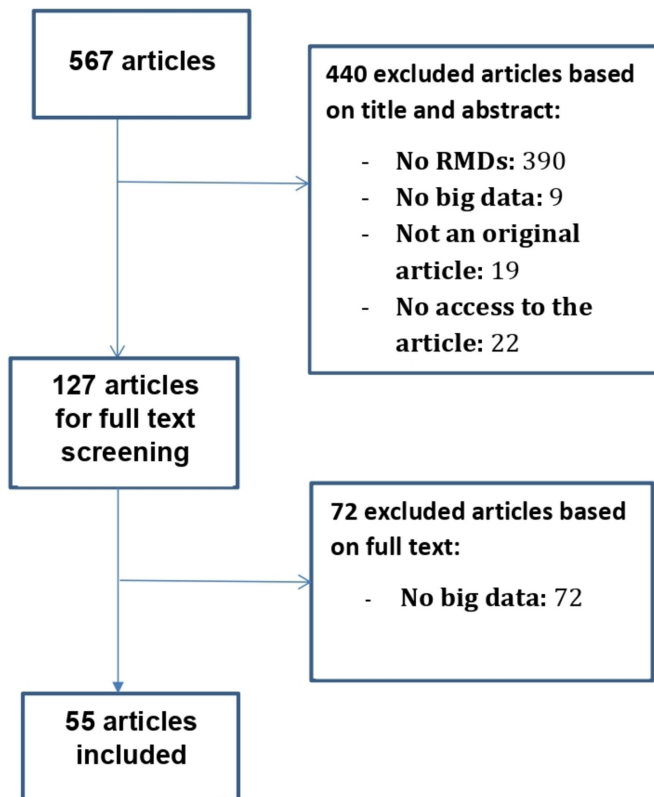 567 articles
440 excluded articles based
on title and abstract:
- No RMDs: 390
- No big data: 9
- Not an original
article: 19
- No access to the
article: 22
127 articles
for full text
screening
72 excluded articles based
on full text:
- No big data: 72
55 articles
included